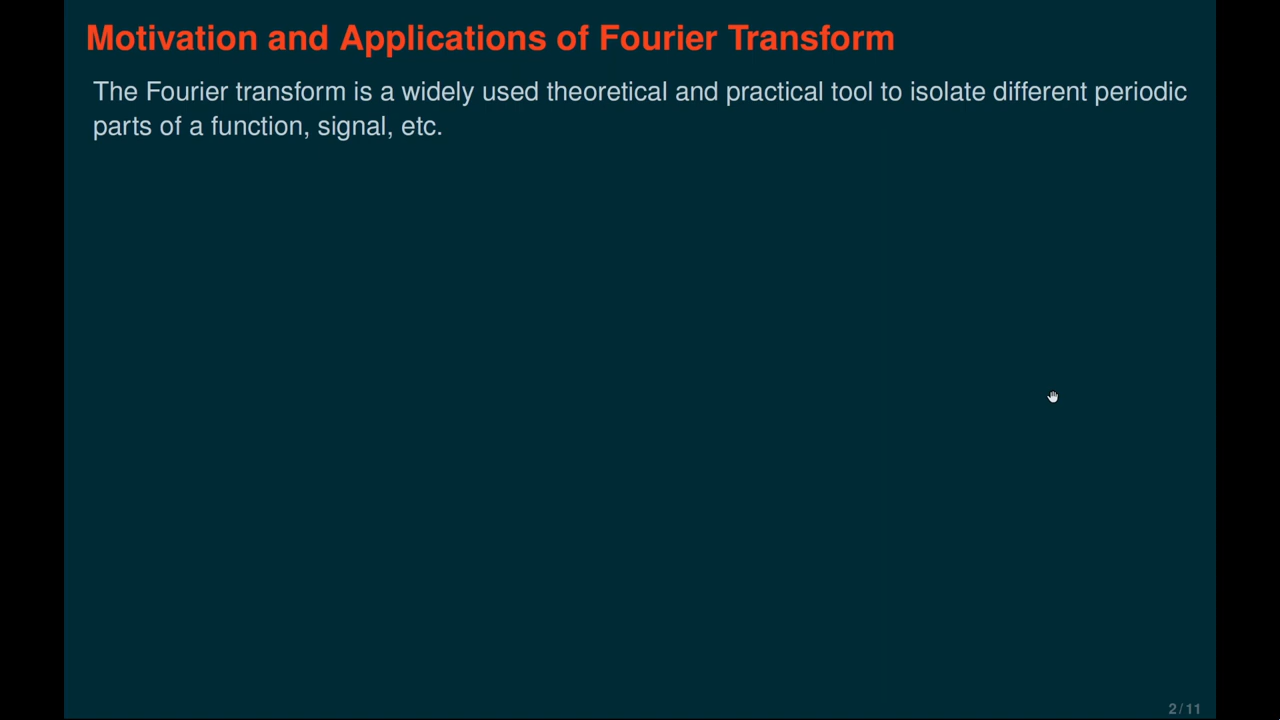 Motivation and Applications of Fourier Transform
The Fourier transform is a widely used theoretical and practical tool to isolate different periodic
parts of a function, signal, etc.
2 / 11